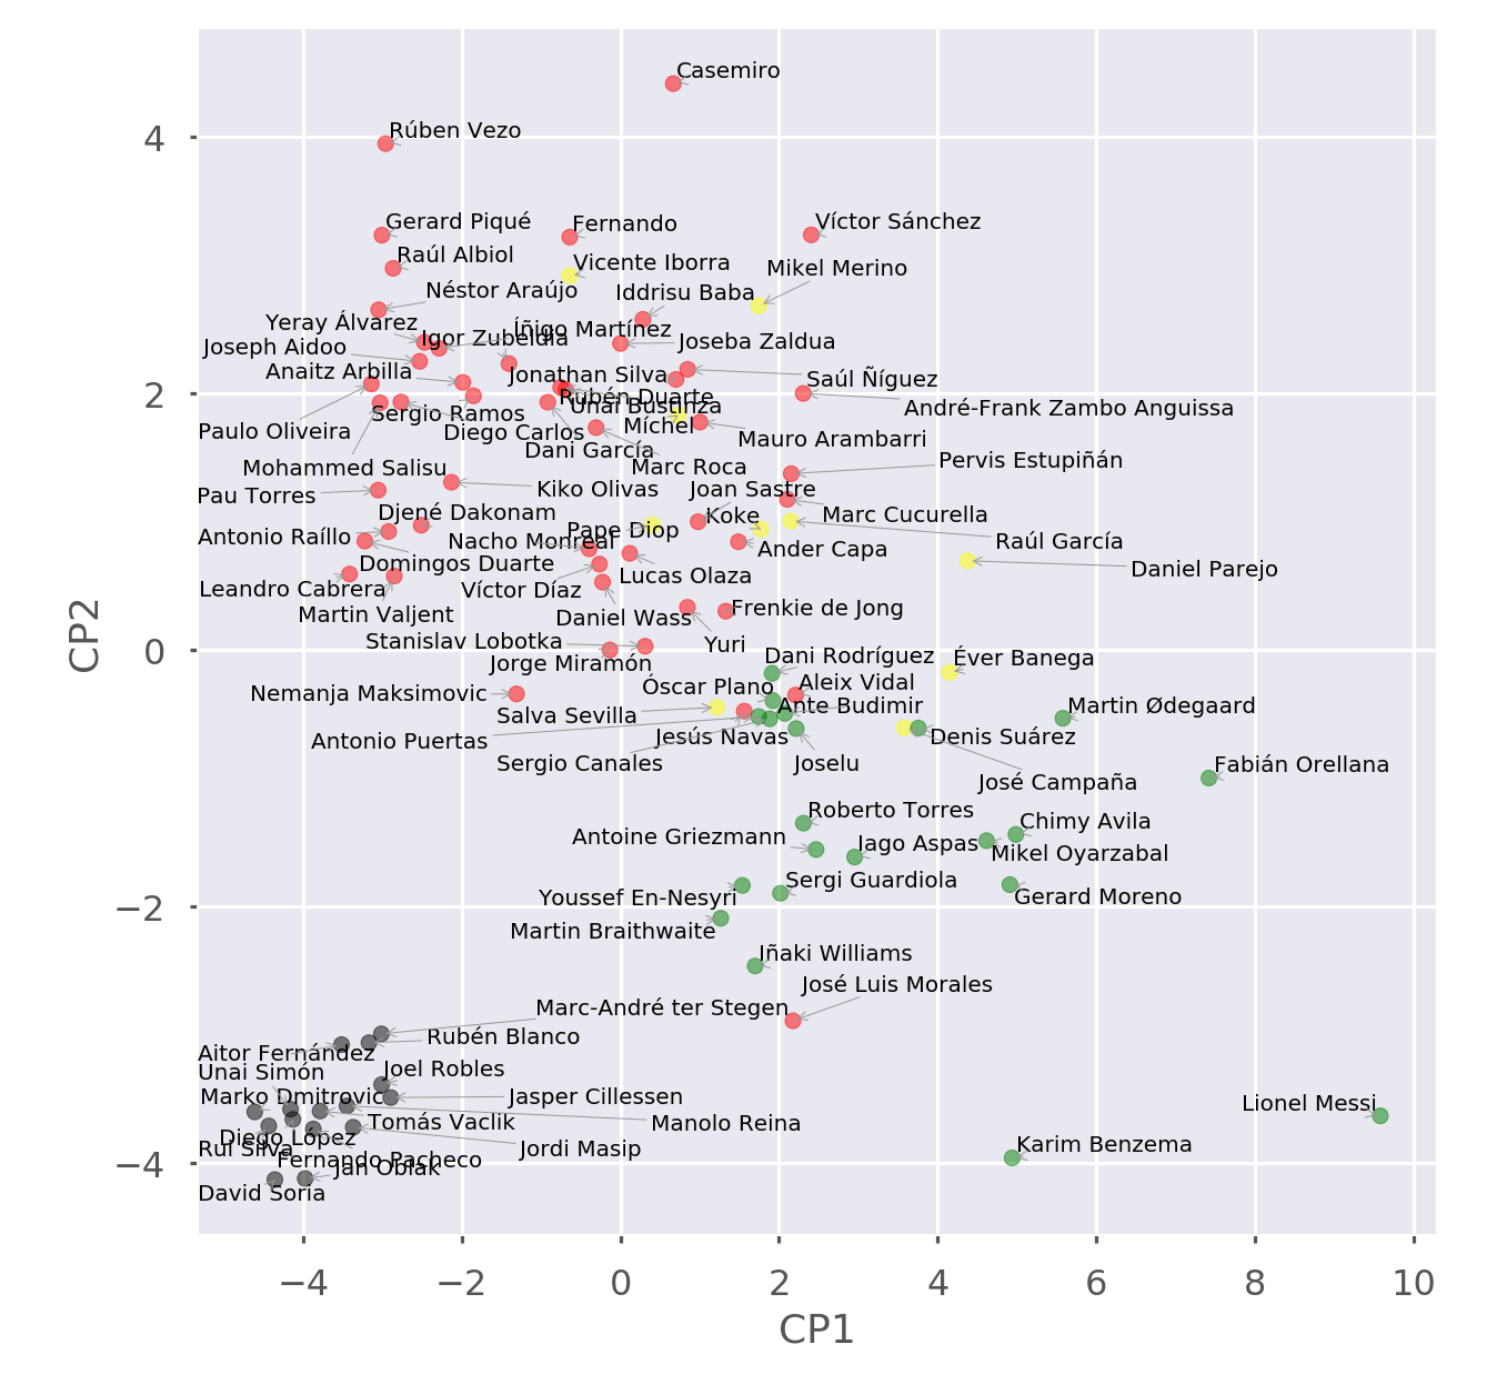 Casemiro
4
Rúben Vezo
Gerard Piqué
Fernando
Víctor Sánchez
Raúl Albiol
Vicente Iborra
Mikel Merino
Néstor Araújo
Iddrisu Baba
Yeray Álvarez
Íñigo Martínez
Igor Zubeldia
Joseba Zaldua
Joseph Aidoo
Anaitz Arbilla
Jonathan Silva
Saúl Ñíguez
2
Rubén Duarte
Unai Bustinza
André-Frank Zambo Anguissa
Sergio Ramos
Míchel
Paulo Oliveira
Diego Carlos
Mauro Arambarri
Dani García
Mohammed Salisu
Marc Roca
Pervis Estupiñán
Pau Torres
Kiko Olivas
Joan Sastre
Djené Dakonam
Koke
Marc Cucurella
Antonio Raíllo
Pape Diop
Nacho Monreal
Raúl García
Ander Capa
Domingos Duarte
Daniel Parejo
Leandro Cabrera
Víctor Díaz
Lucas Olaza
Martin Valjent
Daniel Wass
Frenkie de Jong
CP2
Stanislav Lobotka
Yuri
0
Jorge Miramón
Dani Rodríguez
Éver Banega
Nemanja Maksimovic
Óscar Plano
Aleix Vidal
Salva Sevilla
Ante Budimir
Martin Ødegaard
Antonio Puertas
Jesús Navas
Denis Suárez
Sergio Canales
Joselu
Fabián Orellana
José Campaña
Roberto Torres
Chimy Avila
Antoine Griezmann
Iago Aspas
Mikel Oyarzabal
Sergi Guardiola
Youssef En-Nesyri
Gerard Moreno
−2
Martin Braithwaite
Iñaki Williams
José Luis Morales
Marc-André ter Stegen
Rubén Blanco
Aitor Fernández
Unai Simón
Joel Robles
Marko Dmitrovic
Jasper Cillessen
Lionel Messi
Tomás Vaclik
Manolo Reina
Diego López
Rui Silva
Jordi Masip
Karim Benzema
Fernando Pacheco
−4
Jan Oblak
David Soria
−4 −2 0 2 4 6 8 10
CP1